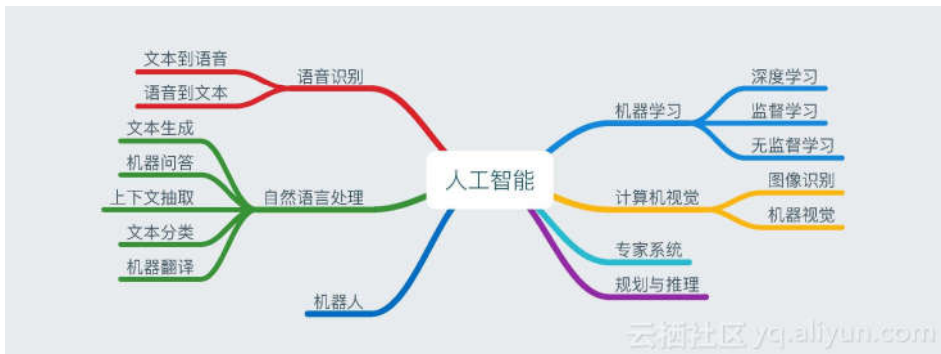 人工智能
语音识别
文本到语音
语音到文本
自然语言处理
文本生成
机器问答
上下文抽取
文本分类
机器翻译
机器人
机器学习
深度学习
监督学习
无监督学习
计算机视觉
图像识别
机器视觉
专家系统
规划与推理
云栖社区 yq.aliyun.com